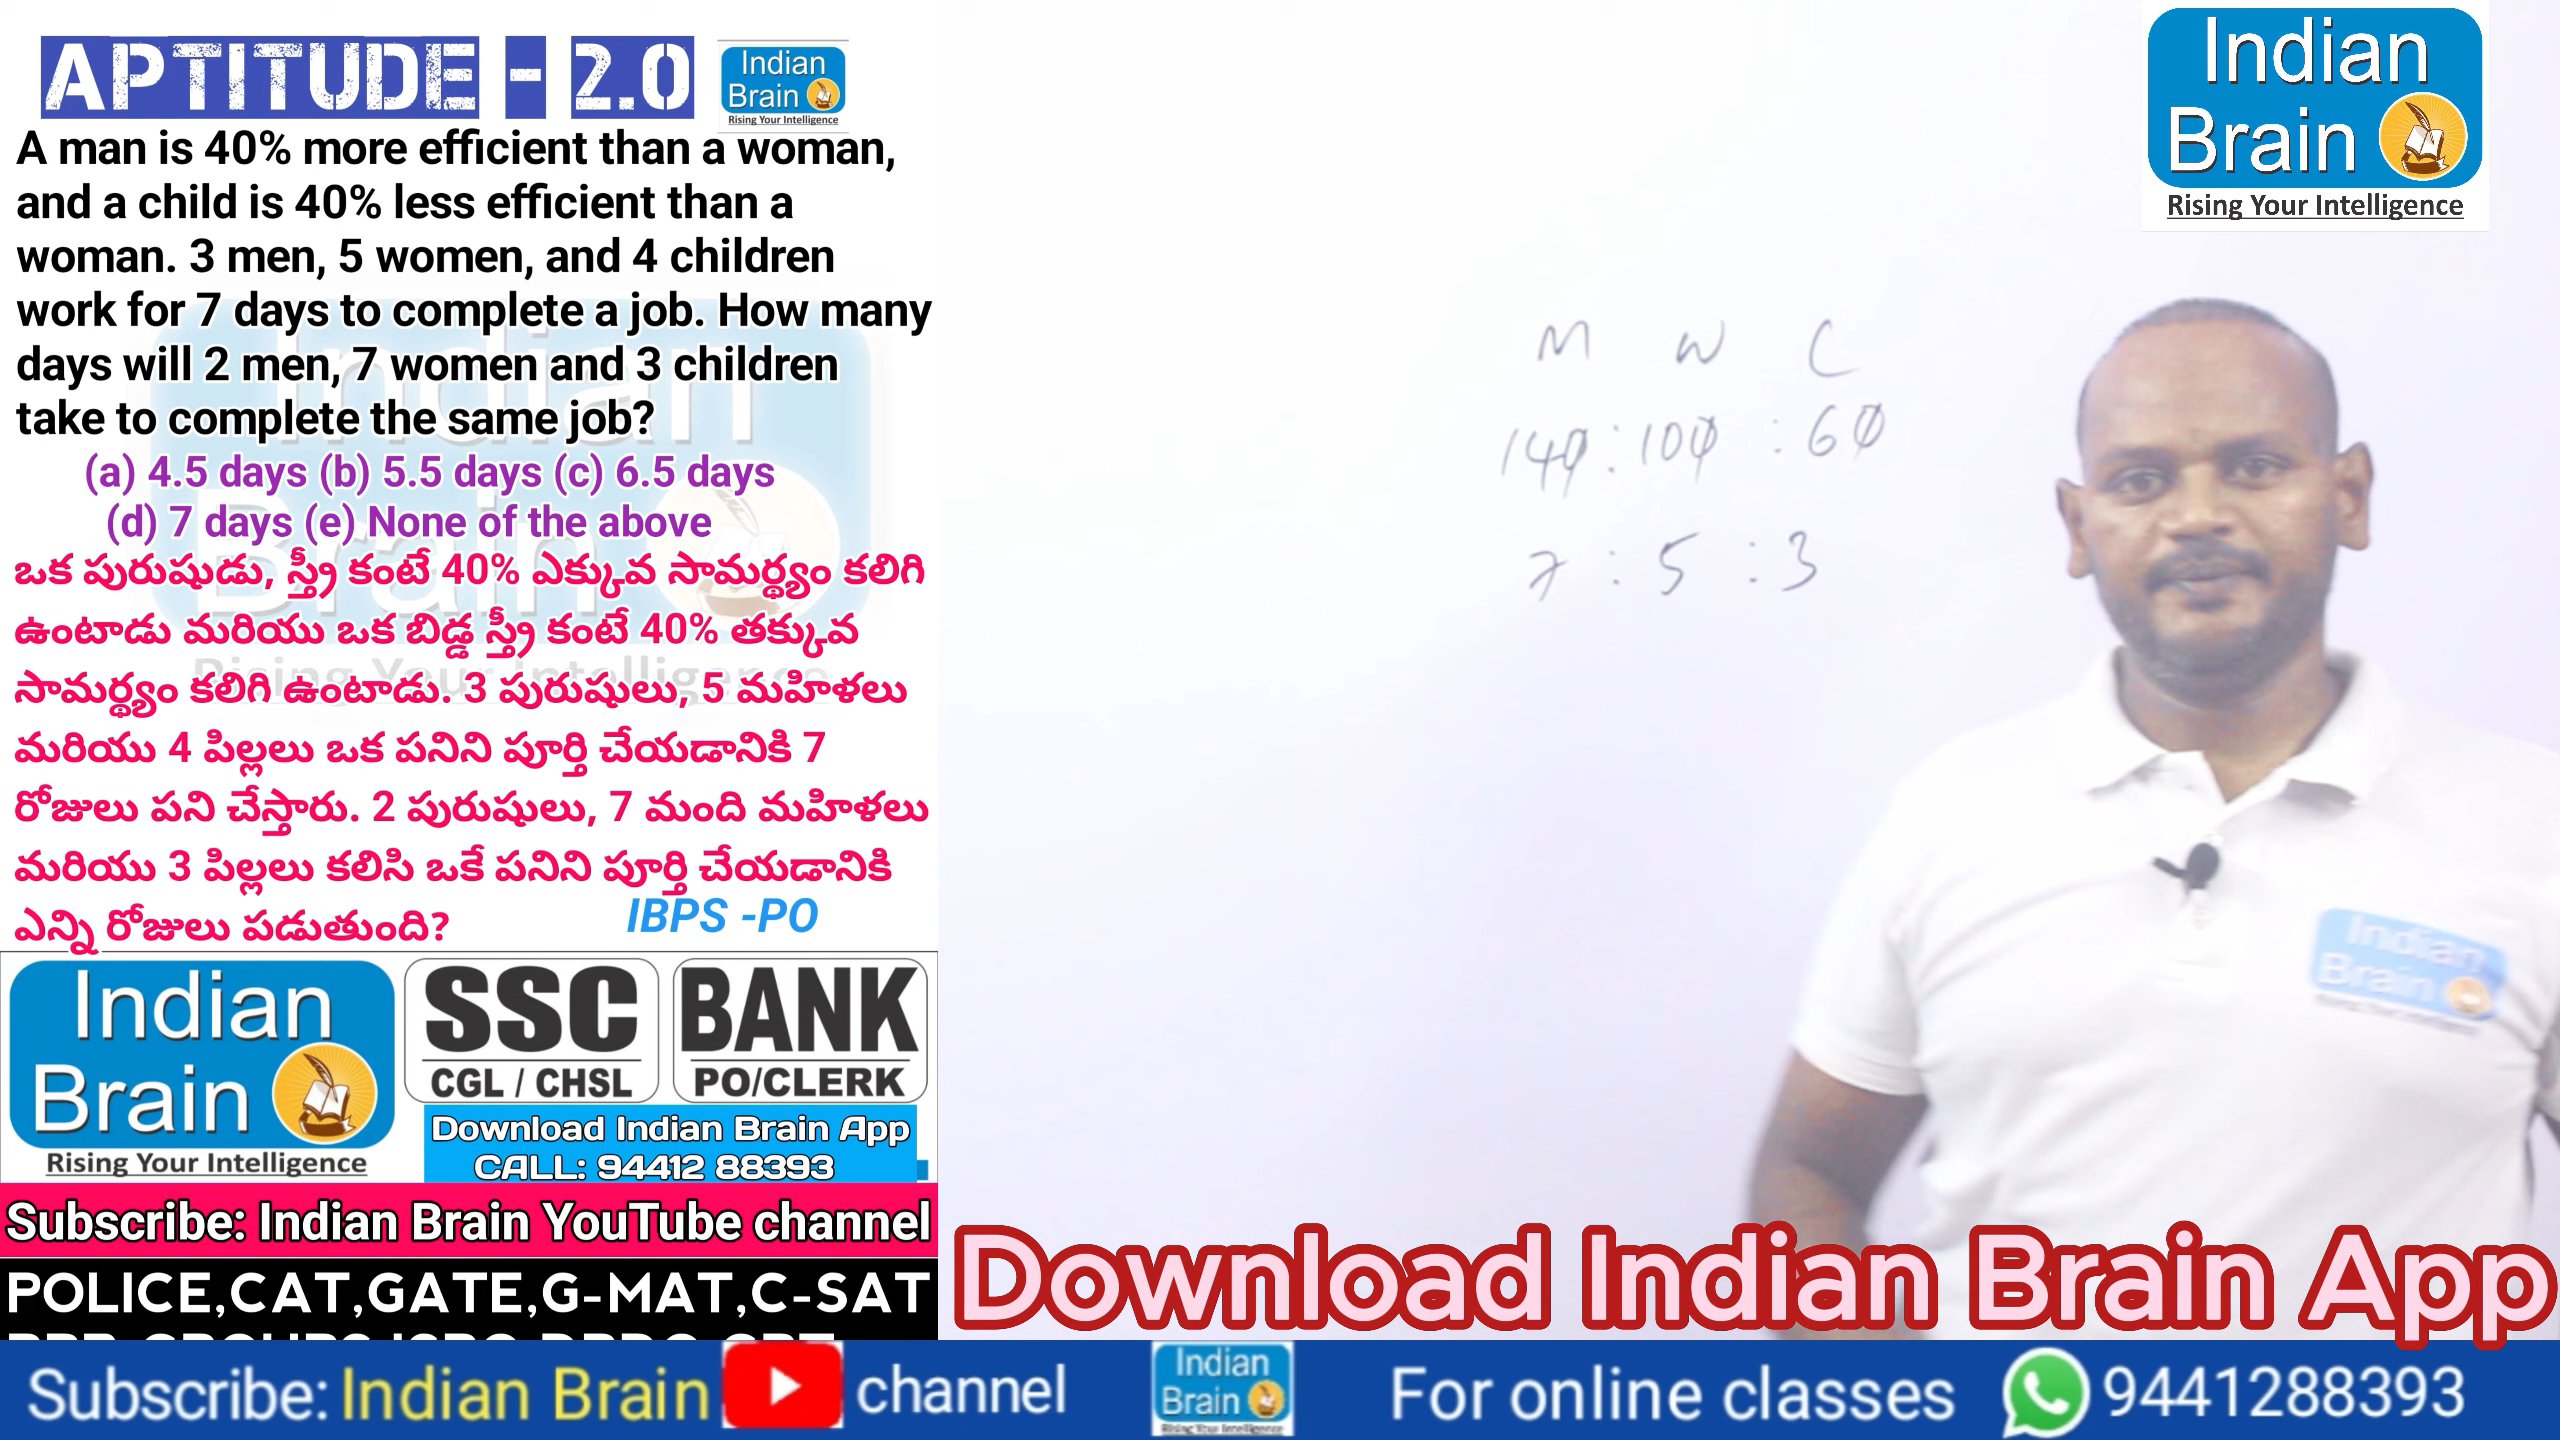 APTITUDE - 2.0
Indian
Brain
Rising Your Intelligence
A man is 40% more efficient than a woman,
and a child is 40% less efficient than a
woman. 3 men, 5 women, and 4 children
work for 7 days to complete a job. How many
days will 2 men, 7 women and 3 children
take to complete the same job?
(a) 4.5 days (b) 5.5 days (c) 6.5 days
(d) 7 days (e) None of the above
ఒక పురుషుడు, స్త్రీ కంటే 40% ఎక్కువ సామర్థ్యం కలిగి
ఉంటాడు మరియు ఒక బిడ్డ స్త్రీ కంటే 40% తక్కువ
సామర్థ్యం కలిగి ఉంటాడు. 3 పురుషులు, 5 మహిళలు
మరియు 4 పిల్లలు ఒక పనిని పూర్తి చేయడానికి 7
రోజులు పని చేస్తారు. 2 పురుషులు, 7 మంది మహిళలు
మరియు 3 పిల్లలు కలిసి ఒకే పనిని పూర్తి చేయడానికి
ఎన్ని రోజులు పడుతుంది?
IBPS -PO
Indian
Brain
Rising Your Intelligence
SSC
CGL / CHSL
BANK
PO/CLERK
Download Indian Brain App
CALL: 94412 88393
Subscribe: Indian Brain YouTube channel
POLICE,CAT,GATE,G-MAT,C-SAT
Indian
Brain
Rising Your Intelligence
M W C
140 : 100 : 60
7 : 5 : 3
Indian
Brain
Download Indian Brain App
Subscribe: Indian Brain channel
Indian
Brain
Rising Your Intelligence
For online classes 9441288393